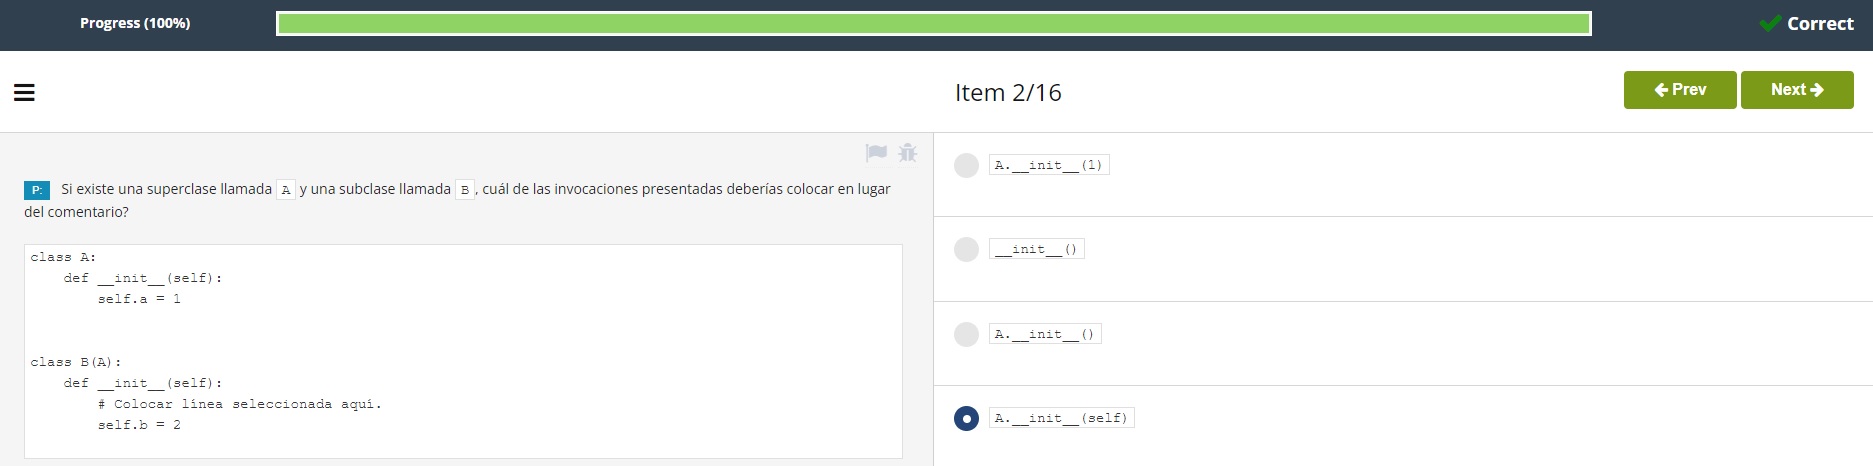 Progress (100%)
Correct
Item 2/16
Prev
Next
P: Si existe una superclase llamada A y una subclase llamada B, cuál de las invocaciones presentadas deberías colocar en lugar
del comentario?
class A:
    def __init__(self):
        self.a = 1
class B(A):
    def __init__(self):
        # Colocar línea seleccionada aquí.
        self.b = 2
A.__init__(1)
__init__()
A.__init__()
A.__init__(self)